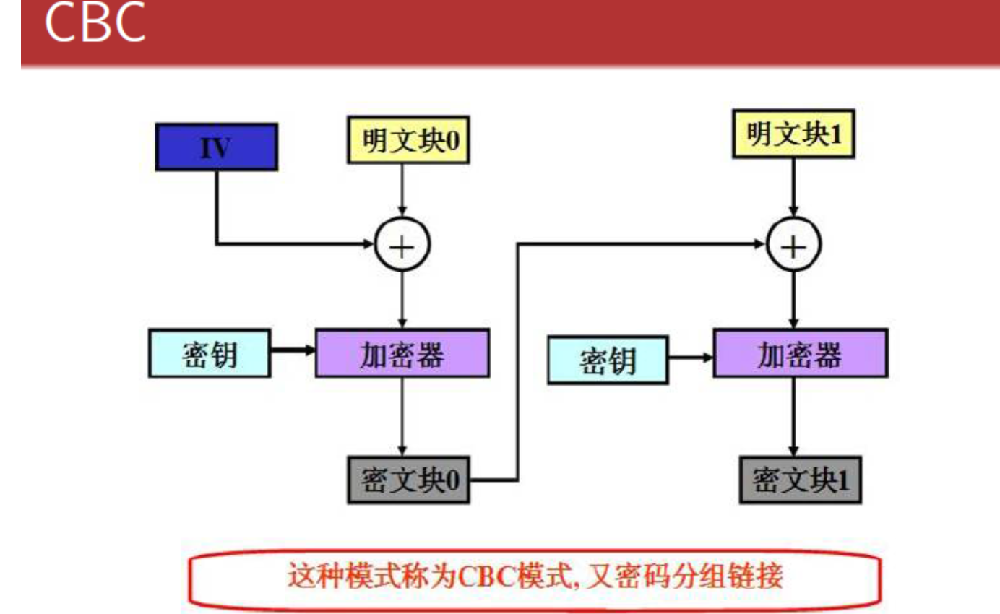 CBC
IV
明文块0
明文块1
+
+
密钥
加密器
密钥
加密器
密文块0
密文块1
这种模式称为CBC模式, 又密码分组链接